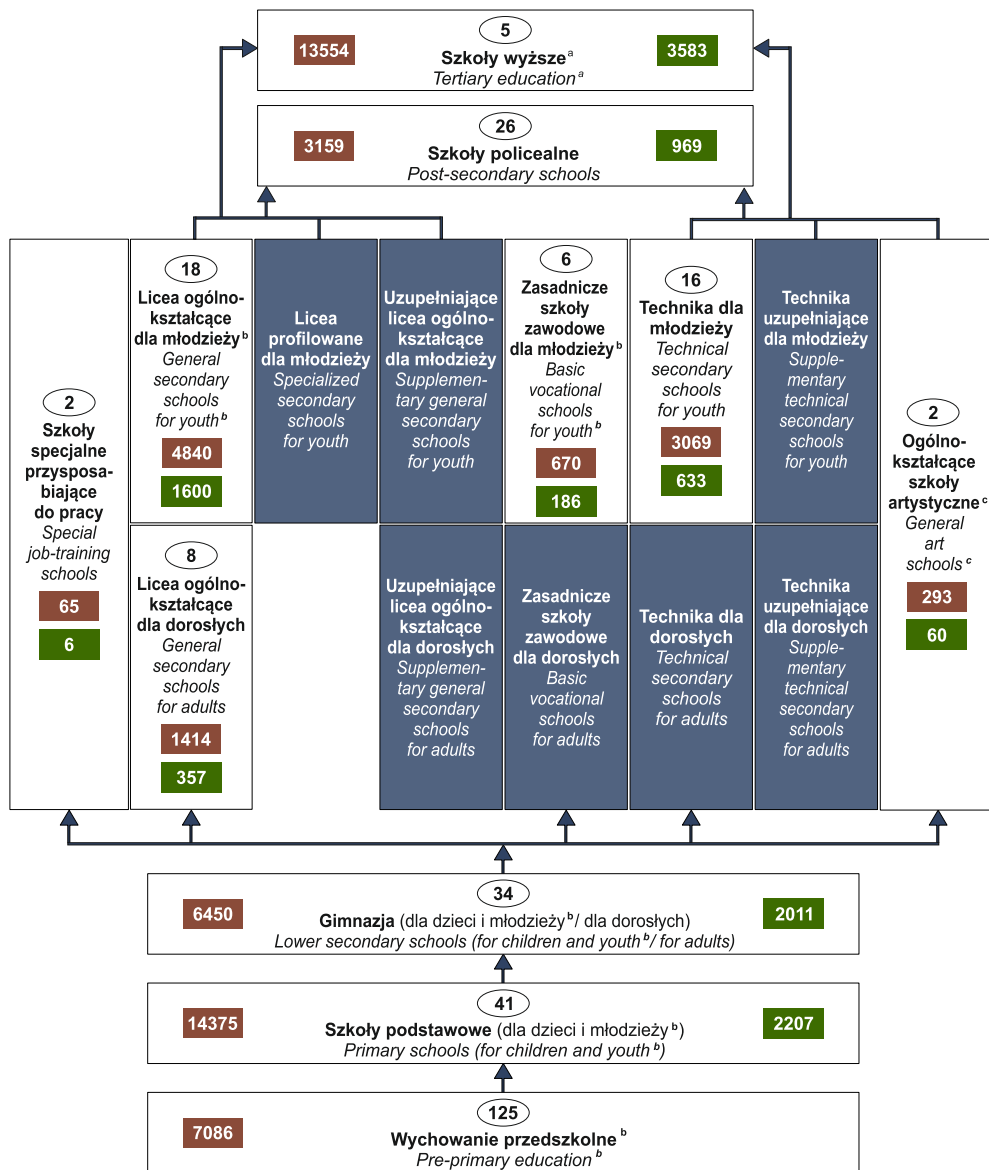 5
13554
Szkoły wyższe a
3583
Tertiary education a
26
3159
Szkoły policealne
969
Post-secondary schools
2
Szkoły
specjalne
przysposa-
biające
do pracy
Special
job-training
schools
65
6
18
Licea ogólno-
kształcące
dla młodzieży b
General
secondary
schools
for youth b
4840
1600
Licea
profilowane
dla młodzieży
Specialized
secondary
schools
for youth
Uzupełniające
licea ogólno-
kształcące
dla młodzieży
Supplemen-
tary general
secondary
schools
for youth
6
Zasadnicze
szkoły
zawodowe
dla młodzieży b
Basic
vocational
schools
for youth b
670
186
16
Technika dla
młodzieży
Technical
secondary
schools
for youth
3069
633
Technika
uzupełniające
dla młodzieży
Supple-
mentary
technical
secondary
schools
for youth
2
Ogólno-
kształcące
szkoły
artystyczne c
General
art
schools c
293
60
8
Licea ogólno-
kształcące
dla dorosłych
General
secondary
schools
for adults
1414
357
Uzupełniające
licea ogólno-
kształcące
dla dorosłych
Supplemen-
tary general
secondary
schools
for adults
Zasadnicze
szkoły
zawodowe
dla dorosłych
Basic
vocational
schools
for adults
Technika dla
dorosłych
Technical
secondary
schools
for adults
Technika
uzupełniające
dla dorosłych
Supple-
mentary
technical
secondary
schools
for adults
34
6450
Gimnazja (dla dzieci i młodzieży b / dla dorosłych)
2011
Lower secondary schools (for children and youth b / for adults)
41
14375
Szkoły podstawowe (dla dzieci i młodzieży b)
2207
Primary schools (for children and youth b)
125
7086
Wychowanie przedszkolne b
Pre-primary education b